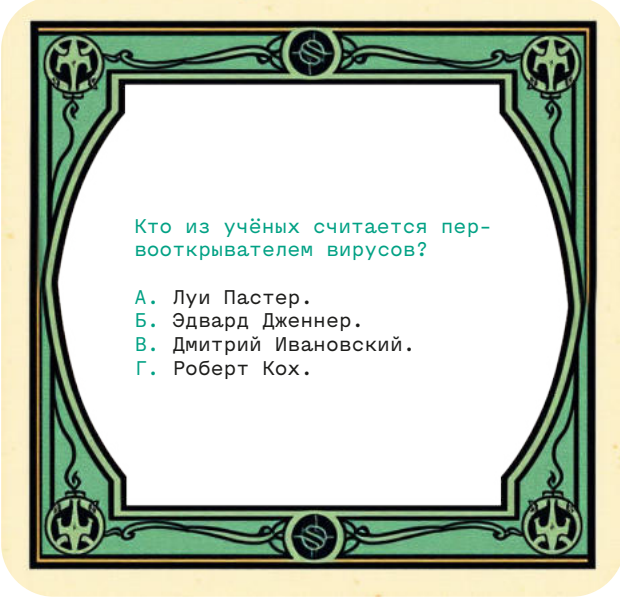 Кто из учёных считается пер-
вооткрывателем вирусов?
А. Луи Пастер.
Б. Эдвард Дженнер.
В. Дмитрий Ивановский.
Г. Роберт Кох.